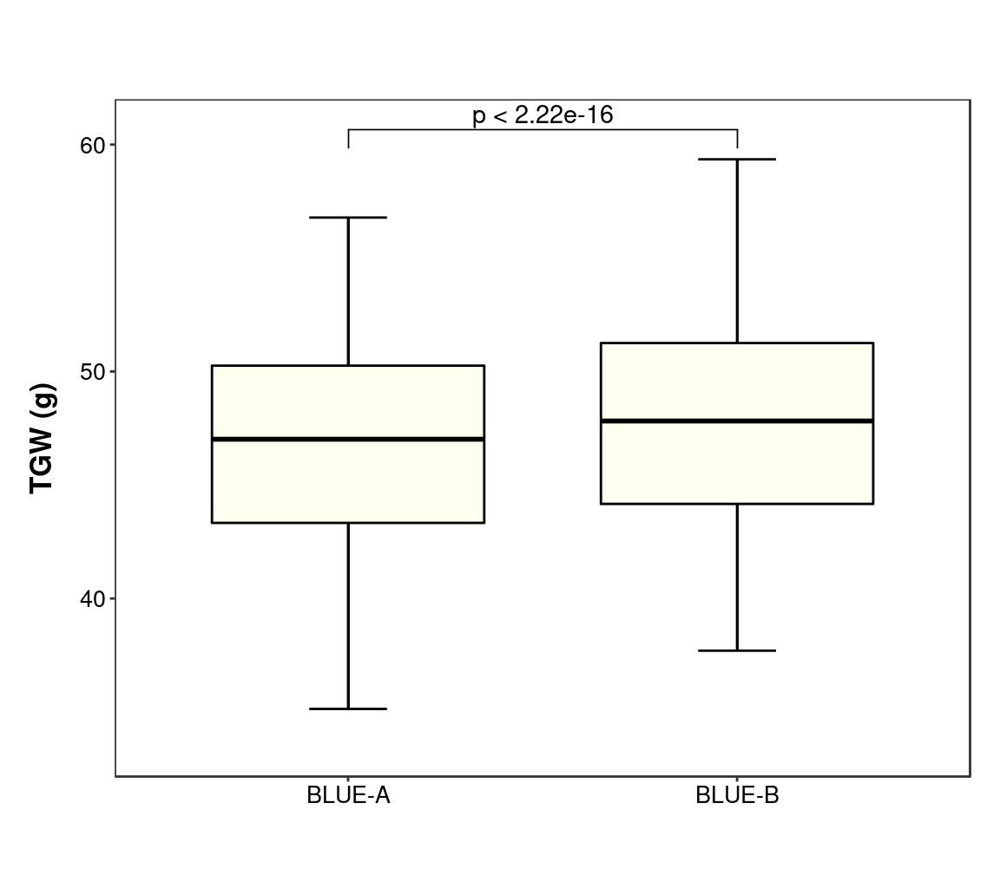 p < 2.22e-16
60
50
40
TGW (g)
BLUE-A
BLUE-B